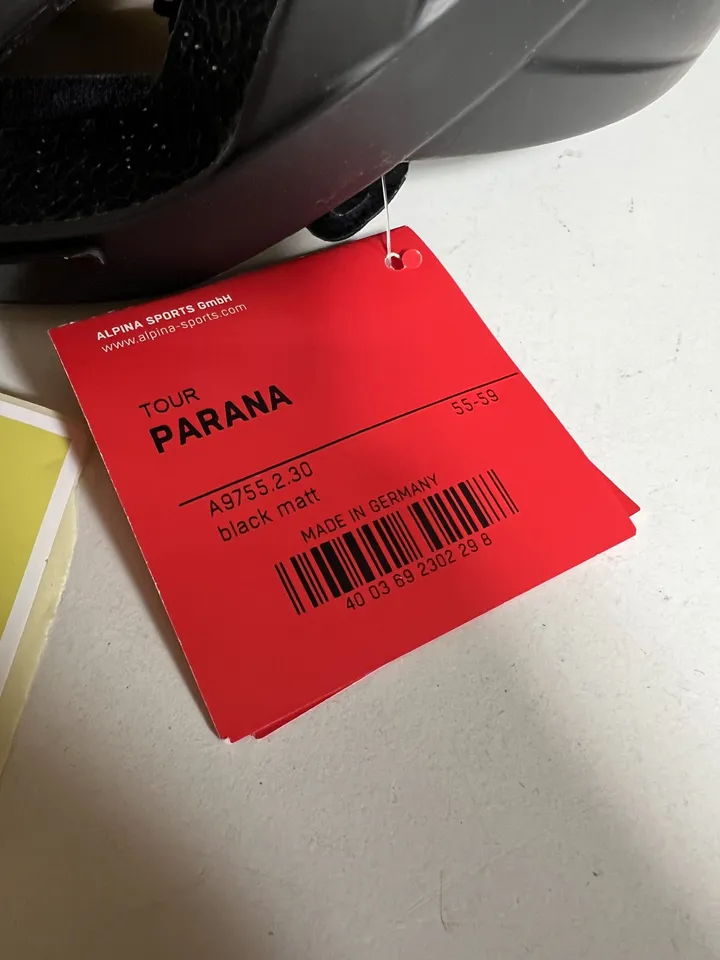 ALPINA SPORTS GmbH
www.alpina-sports.com
TOUR
PARANA
55-59
A9755.2.30
black matt
MADE IN GERMANY
40 03 69 2302 29 8